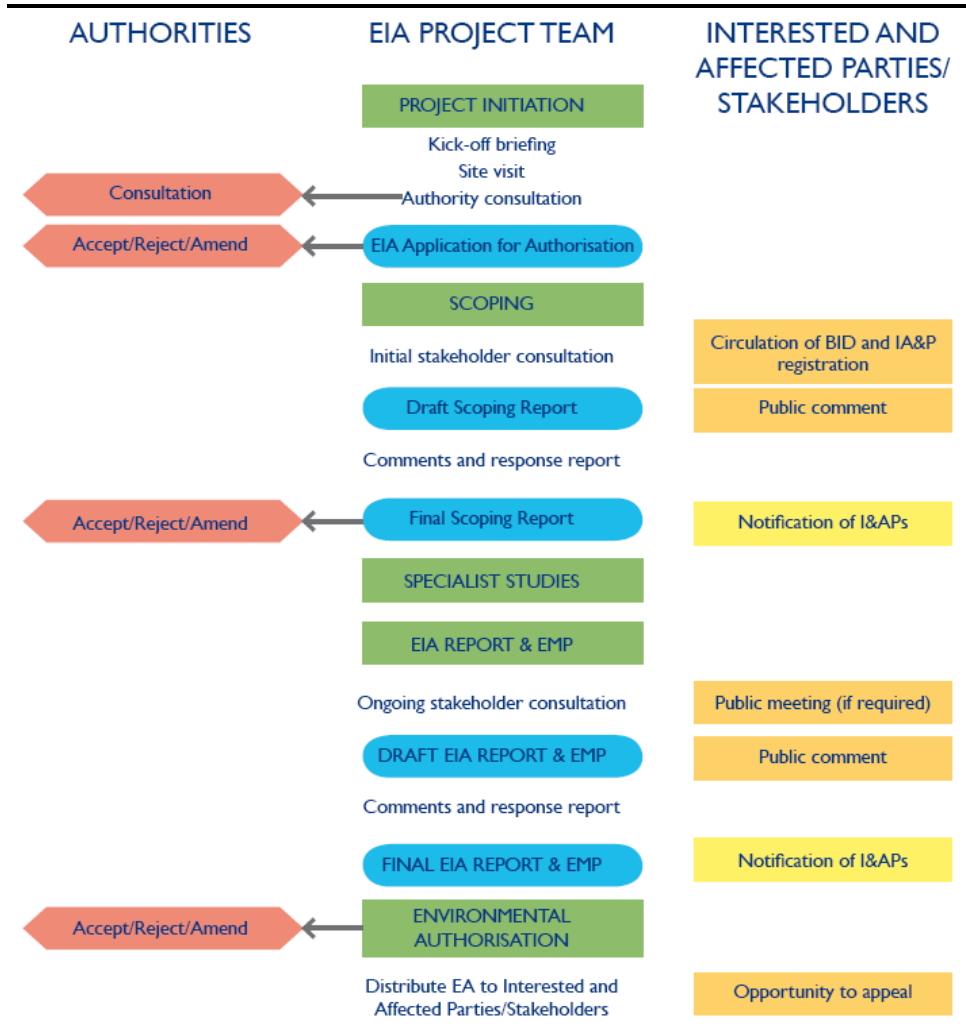 AUTHORITIES
EIA PROJECT TEAM
INTERESTED AND
AFFECTED PARTIES/
STAKEHOLDERS
PROJECT INITIATION
Kick-off briefing
Site visit
Consultation
Authority consultation
Accept/Reject/Amend
EIA Application for Authorisation
SCOPING
Initial stakeholder consultation
Circulation of BID and IA&P
registration
Draft Scoping Report
Public comment
Comments and response report
Accept/Reject/Amend
Final Scoping Report
Notification of I&APs
SPECIALIST STUDIES
EIA REPORT & EMP
Ongoing stakeholder consultation
Public meeting (if required)
DRAFT EIA REPORT & EMP
Public comment
Comments and response report
FINAL EIA REPORT & EMP
Notification of I&APs
Accept/Reject/Amend
ENVIRONMENTAL
AUTHORISATION
Distribute EA to Interested and
Affected Parties/Stakeholders
Opportunity to appeal